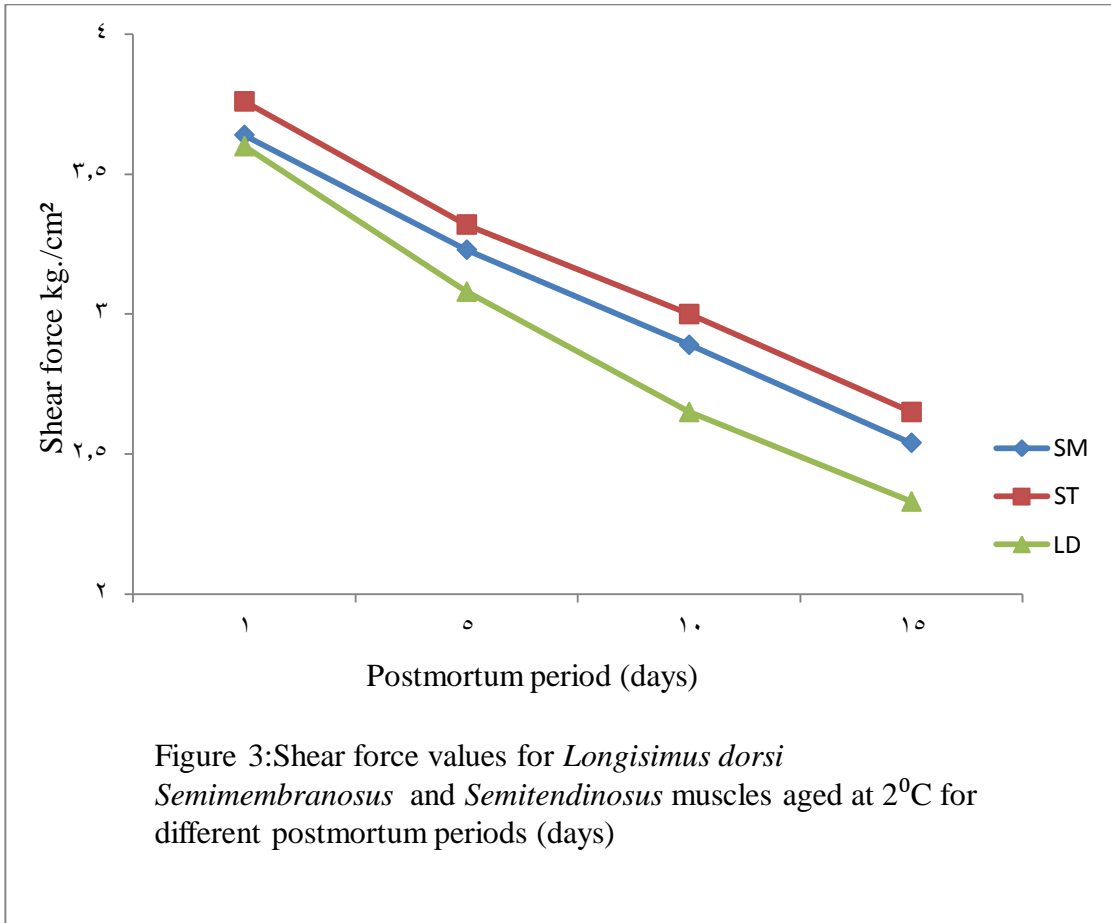 ٤
٣,٥
٣
٢,٥
٢
Shear force kg./cm²
١ ٥ ١٠ ١٥
Postmortum period (days)
SM
ST
LD
Figure 3:Shear force values for Longisimus dorsi
Semimembranosus and Semitendinosus muscles aged at 2⁰C for
different postmortum periods (days)